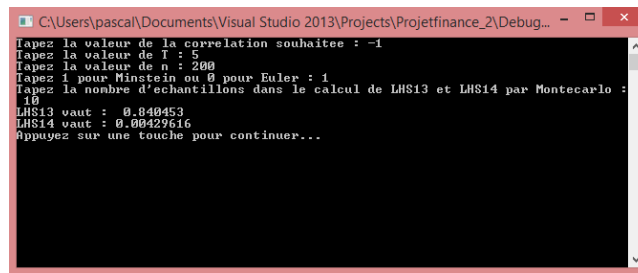 C:\Users\pascal\Documents\Visual Studio 2013\Projects\Projetfinance_2\Debug...
Tapez la valeur de la correlation souhaitee : -1
Tapez la valeur de T : 5
Tapez la valeur de n : 200
Tapez 1 pour Minstein ou 0 pour Euler : 1
Tapez la nombre d'echantillons dans le calcul de LHS13 et LHS14 par Montecarlo :
10
LHS13 vaut :  0.840453
LHS14 vaut : 0.00429616
Appuyez sur une touche pour continuer...